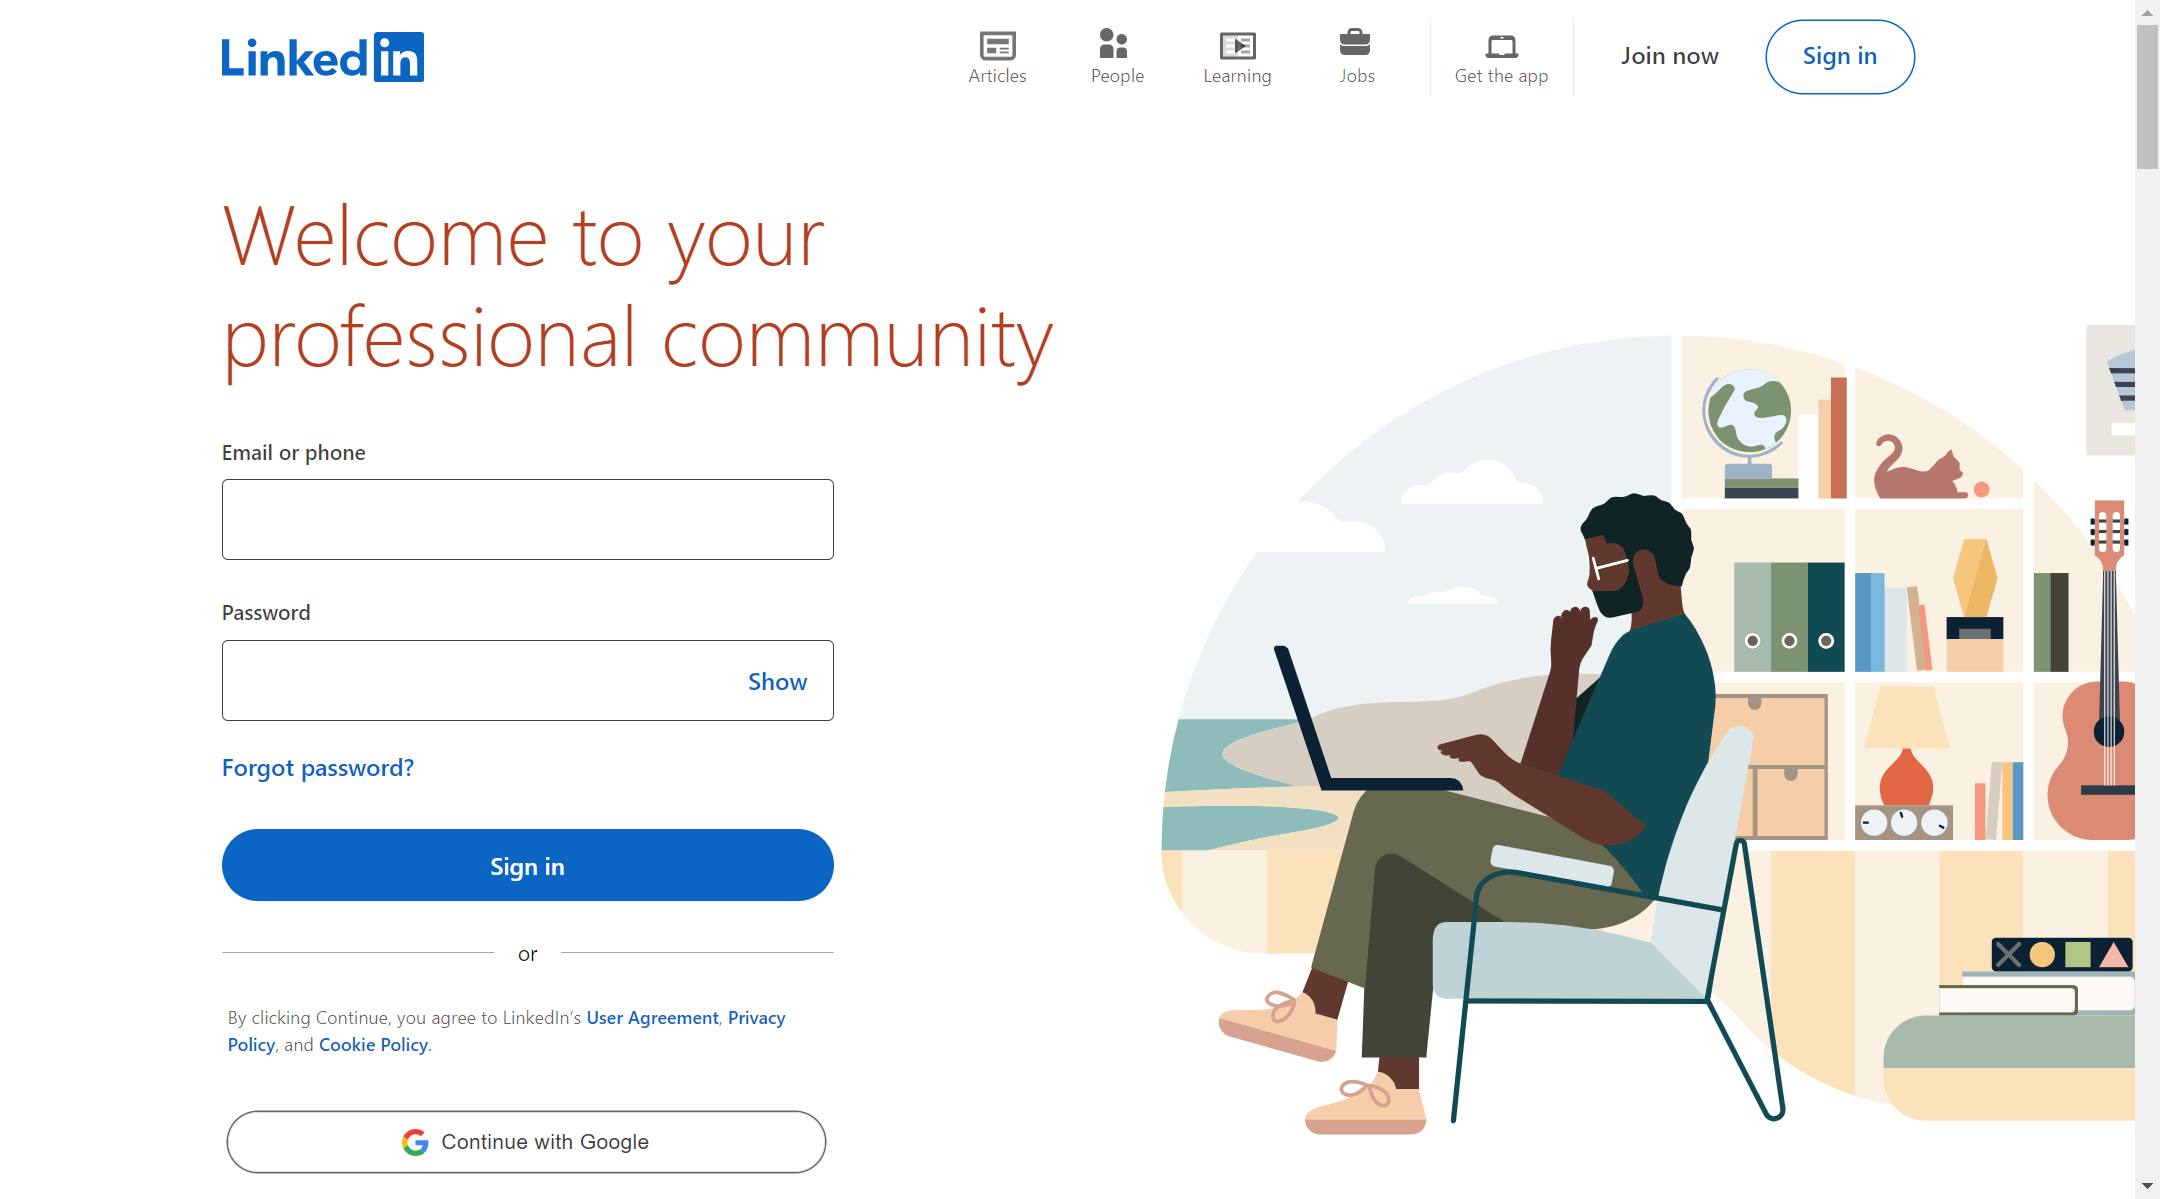 LinkedIn
Articles
People
Learning
Jobs
Get the app
Join now
Sign in
Welcome to your
professional community
Email or phone
Password
Show
Forgot password?
Sign in
or
By clicking Continue, you agree to LinkedIn’s User Agreement, Privacy
Policy, and Cookie Policy.
Continue with Google